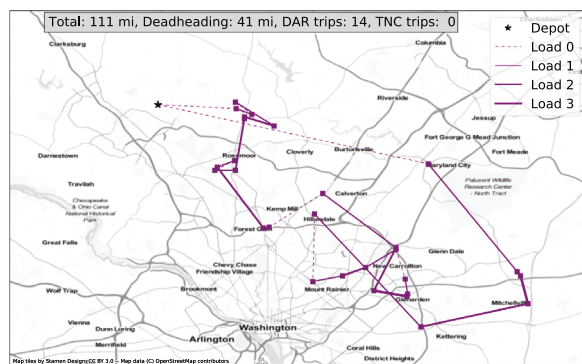 Total: 111 mi, Deadheading: 41 mi, DAR trips: 14, TNC trips:  0
Depot
Load 0
Load 1
Load 2
Load 3
Clarksburg
Columbia
Riverside
Jessup
Fort George G Mead Junction
Fort Meade
Burtonsville
Cloverly
Rossmoor
Darnestown
Maryland City
Travilah
Patuxent Wildlife
Research Center
- North Tract
Chesapeake
& Ohio Canal
National Historical
Park
Calverton
Kemp Mill
Hillandale
Forest Glen
Great Falls
Glenn Dale
Chevy Chase
Friendship Village
New Carrollton
Wolf Trap
Brookmont
Mount Rainier
Glenarden
Mitchellville
Vienna
Dunn Loring
Washington
Kettering
Merrifield
Arlington
Coral Hills
District Heights
Map tiles by Stamen Design, CC BY 3.0 -- Map data (C) OpenStreetMap contributors